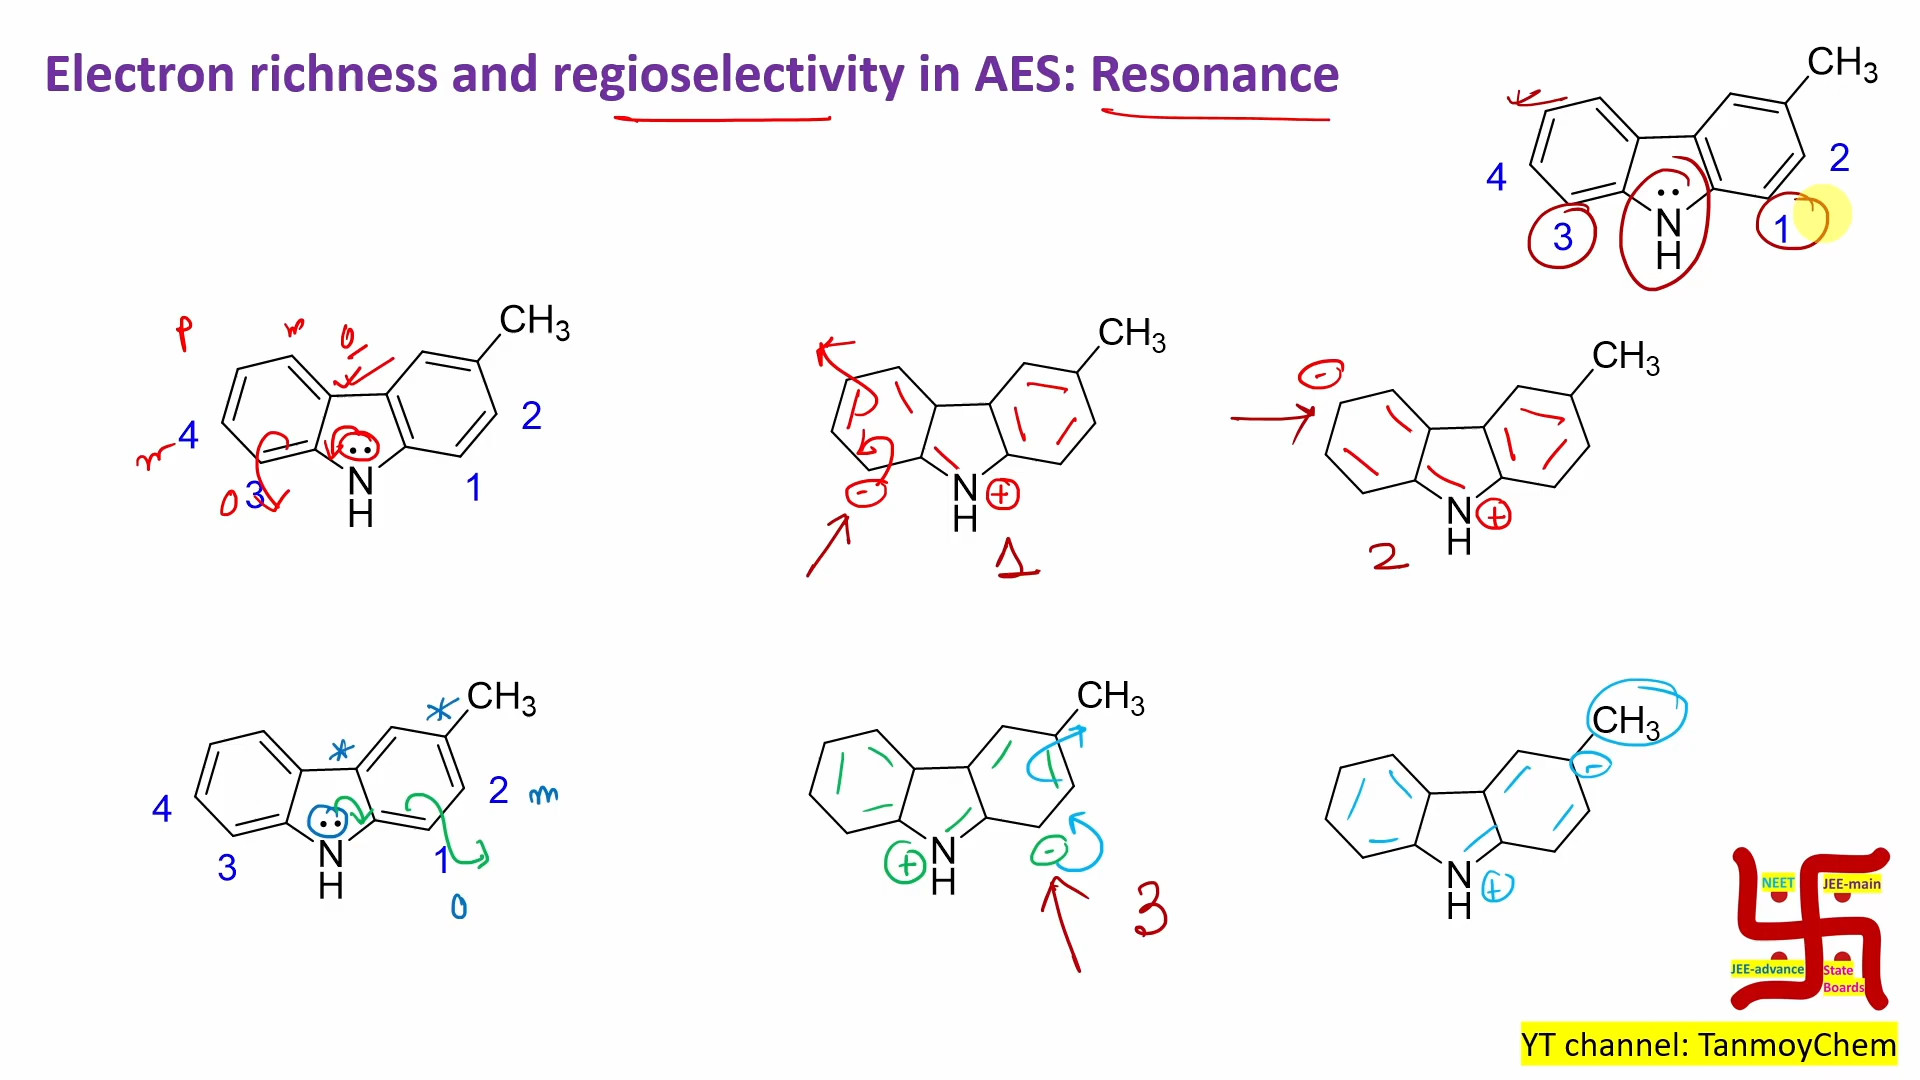 Electron richness and regioselectivity in AES: Resonance
CH3
4
2
3
1
N
H
p
m
o
CH3
4
2
m
o
3
1
N
H
CH3
-
N
H
+
1
-
CH3
N
H
+
2
CH3
*
*
4
2
m
3
1
N
H
o
CH3
+
N
H
-
3
CH3
-
N
H
+
NEET
JEE-main
JEE-advance
State
Boards
YT channel: TanmoyChem